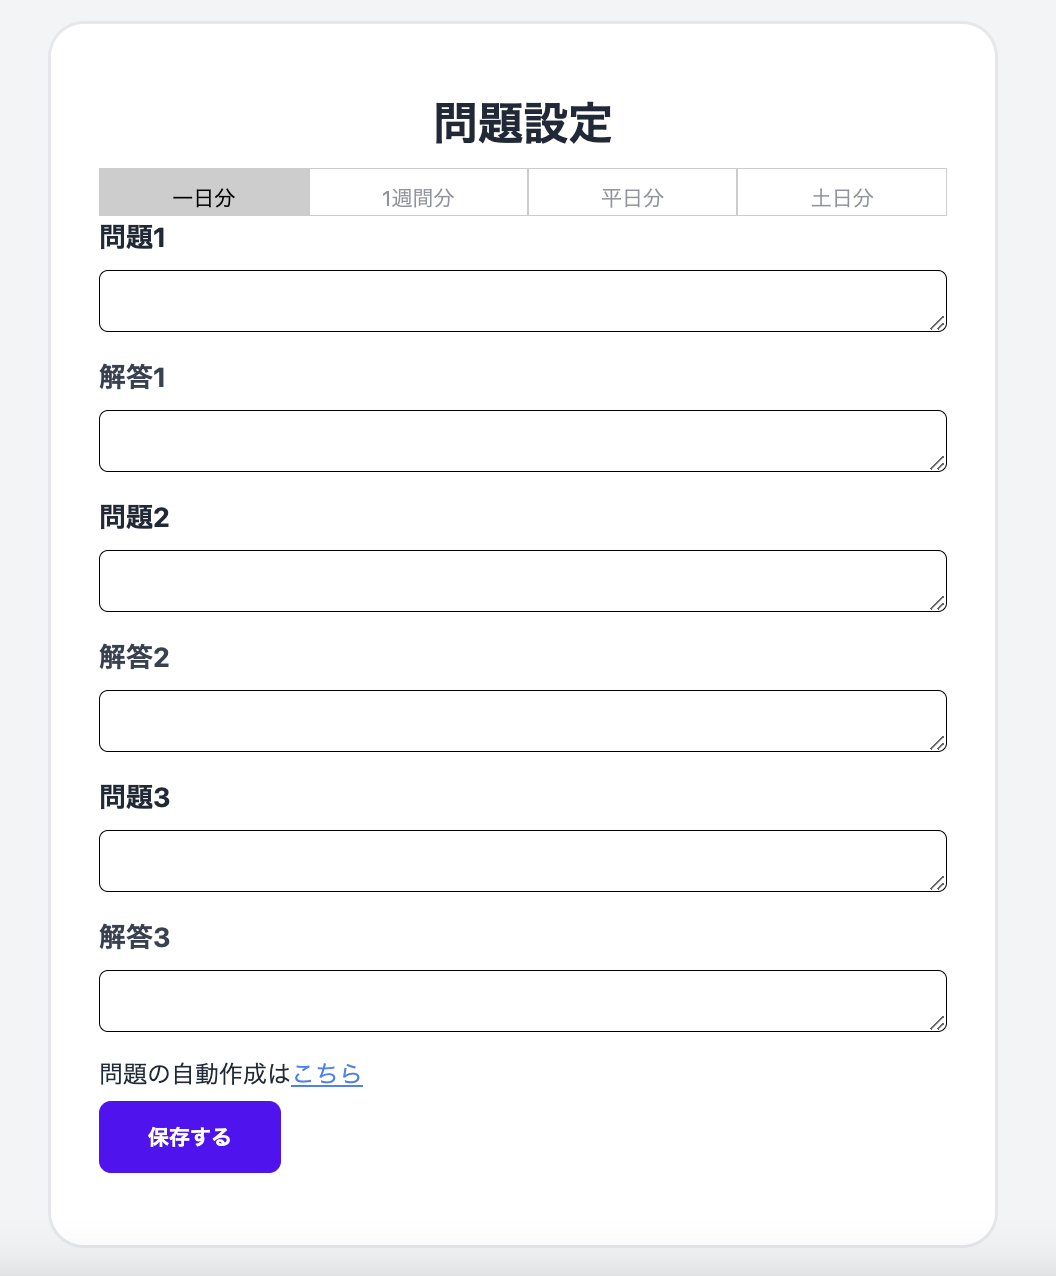 問題設定
一日分 1週間分 平日分 土日分
問題1
解答1
問題2
解答2
問題3
解答3
問題の自動作成はこちら
保存する